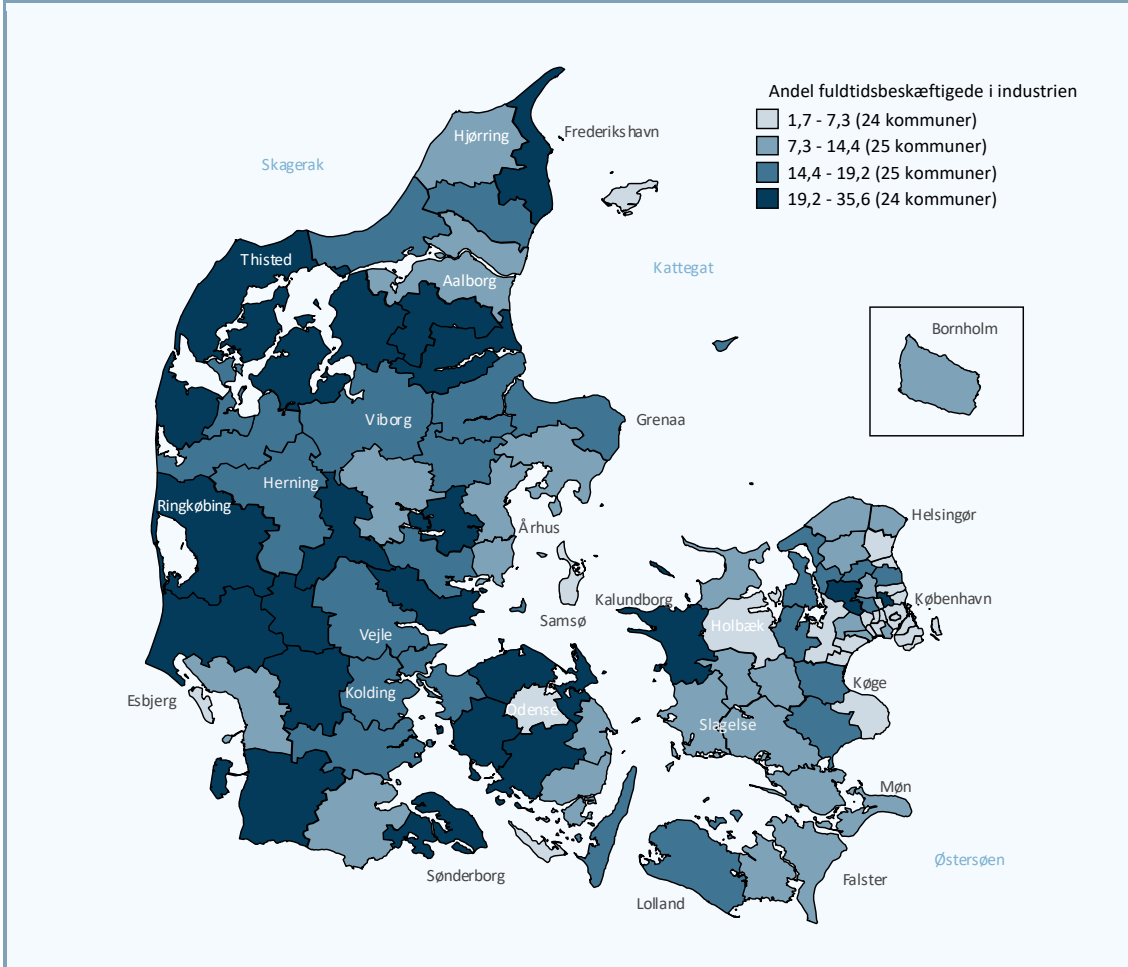 Andel fuldtidsbeskæftigede i industrien
1,7 - 7,3 (24 kommuner)
7,3 - 14,4 (25 kommuner)
14,4 - 19,2 (25 kommuner)
19,2 - 35,6 (24 kommuner)
Hjørring
Frederikshavn
Skagerak
Thisted
Kattegat
Aalborg
Bornholm
Viborg
Grenaa
Herning
Ringkøbing
Århus
Helsingør
Kalundborg
København
Samsø
Holbæk
Vejle
Køge
Kolding
Esbjerg
Odense
Slagelse
Møn
Østersøen
Sønderborg
Falster
Lolland